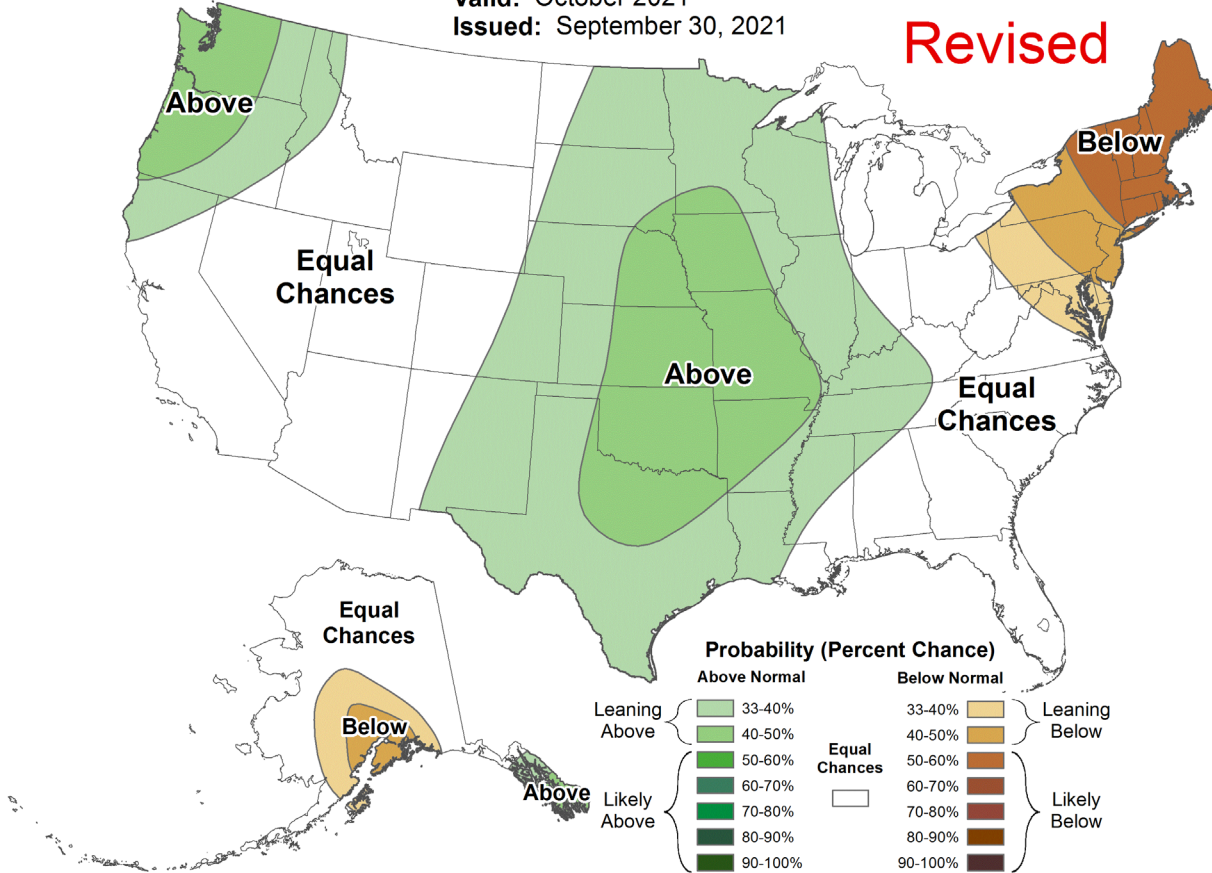 Valid: October 2021
Issued: September 30, 2021
Revised
Above
Below
Equal
Chances
Above
Equal
Chances
Equal
Chances
Below
Above
Probability (Percent Chance)
Above Normal
Below Normal
Leaning
Above
33-40%
40-50%
Likely
Above
50-60%
60-70%
70-80%
80-90%
90-100%
Equal
Chances
33-40%
40-50%
Leaning
Below
50-60%
60-70%
70-80%
80-90%
90-100%
Likely
Below